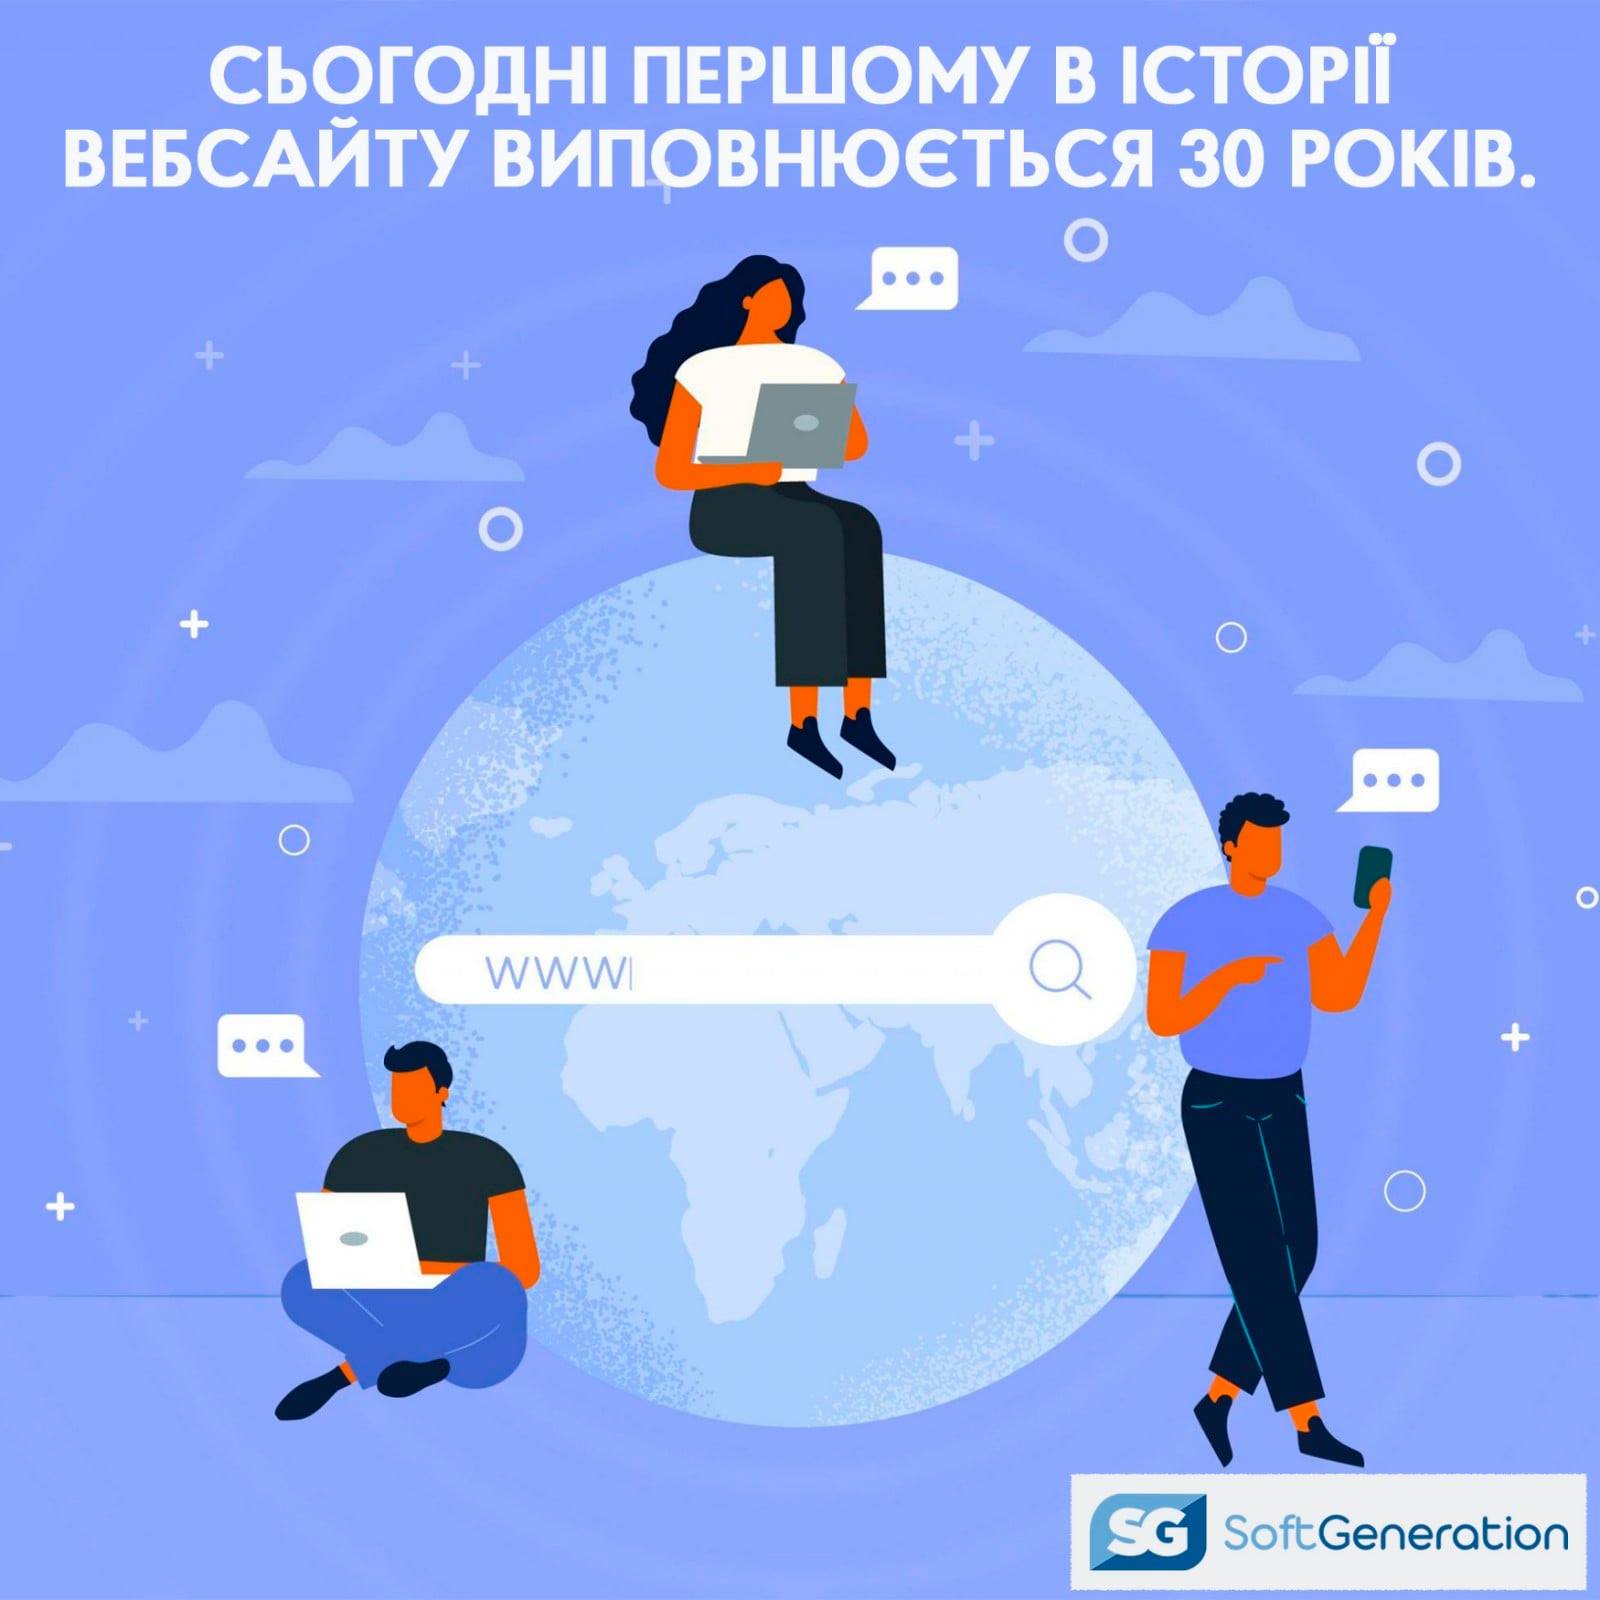 СЬОГОДНІ ПЕРШОМУ В ІСТОРІЇ
ВЕБСАЙТУ ВИПОВНЮЄТЬСЯ 30 РОКІВ.
WWW
SG SoftGeneration